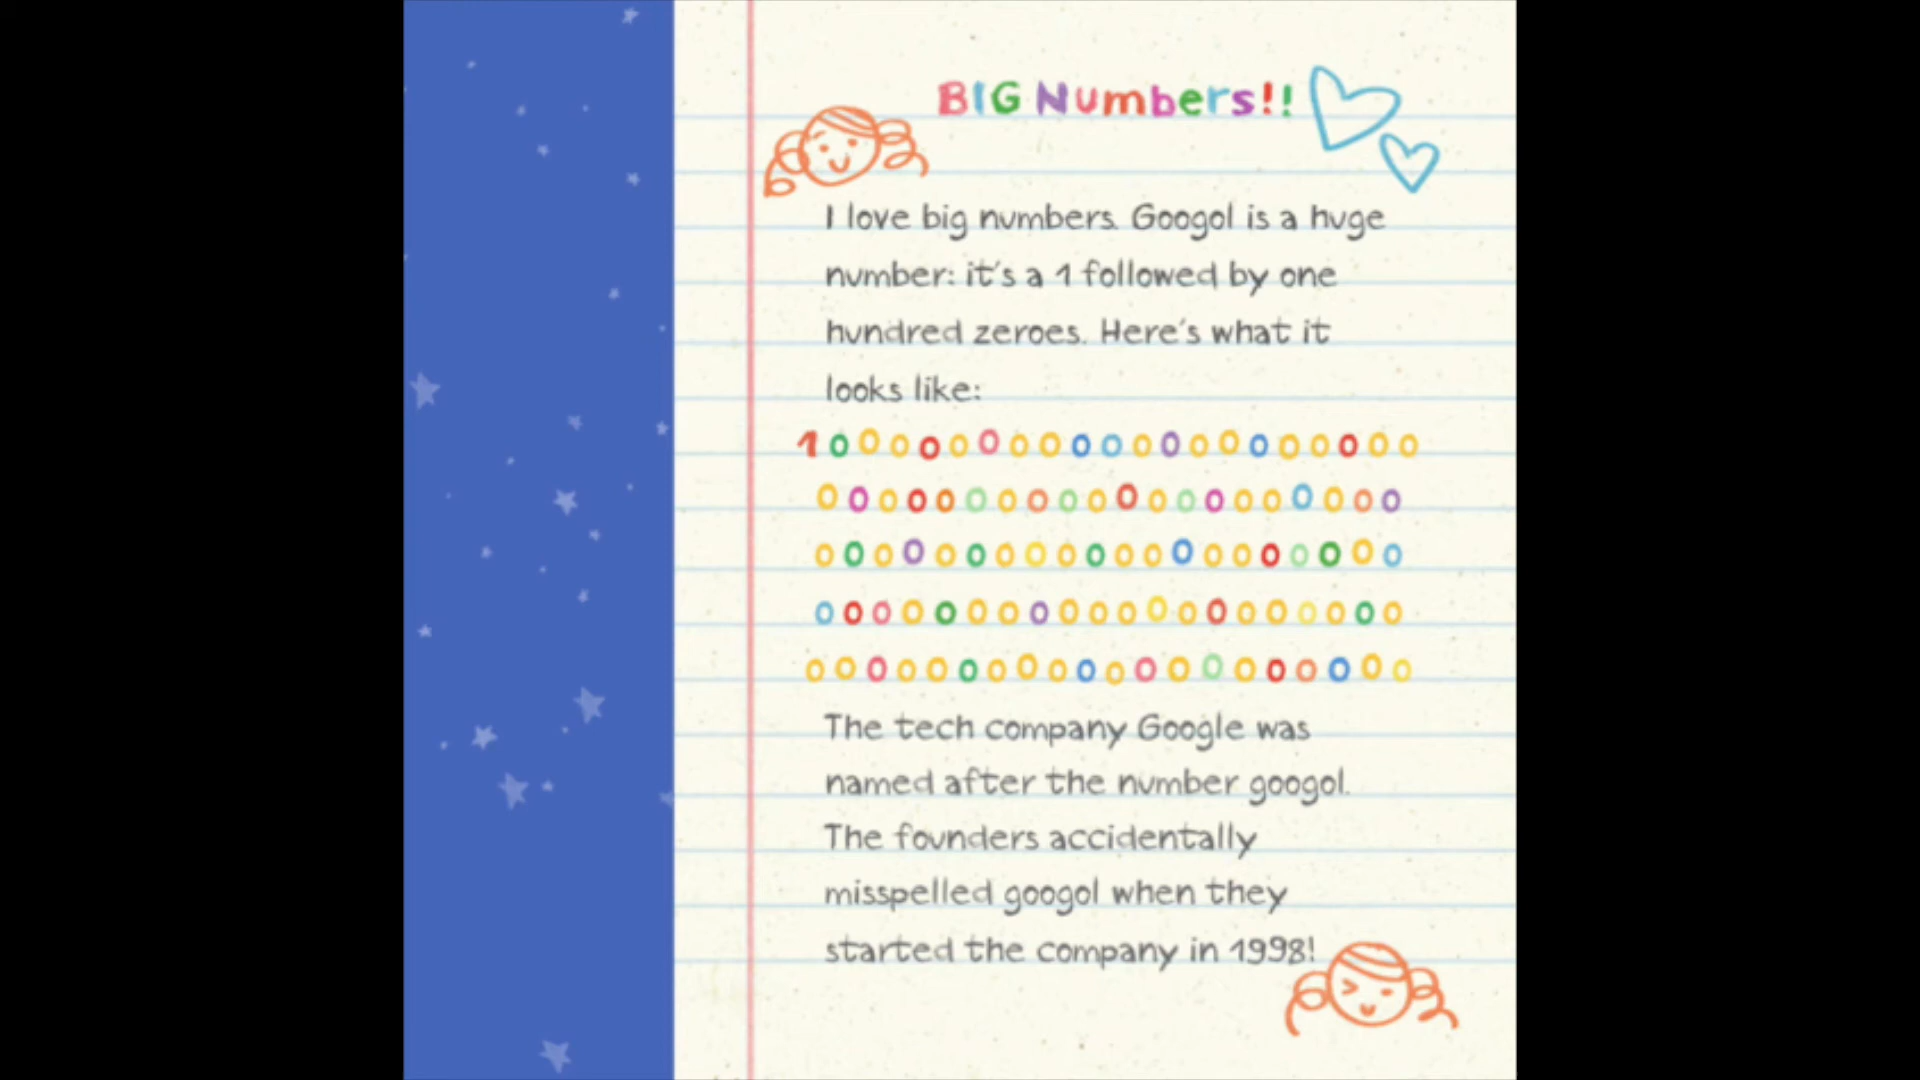 BIG Numbers!!
I love big numbers. Googol is a huge
number: it's a 1 followed by one
hundred zeroes. Here's what it
looks like:
100000000000000000000
00000000000000000000
00000000000000000000
00000000000000000000
00000000000000000000
The tech company Google was
named after the number googol.
The founders accidentally
misspelled googol when they
started the company in 1998!